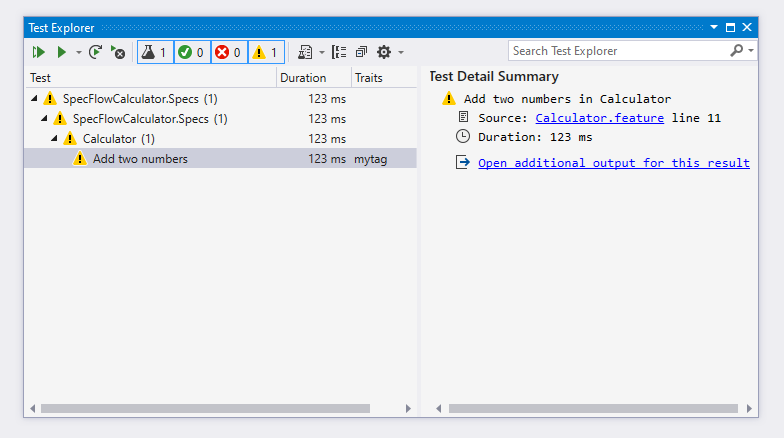 Test Explorer
1 0 0 1 Search Test Explorer
Test Duration Traits
SpecFlowCalculator.Specs (1) 123 ms
SpecFlowCalculator.Specs (1) 123 ms
Calculator (1) 123 ms
Add two numbers 123 ms mytag
Test Detail Summary
Add two numbers in Calculator
Source: Calculator.feature line 11
Duration: 123 ms
Open additional output for this result